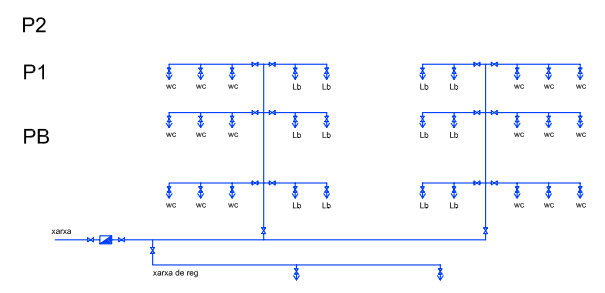 P2
P1
wc wc wc Lb Lb Lb Lb wc wc wc
PB
wc wc wc Lb Lb Lb Lb wc wc wc
wc wc wc Lb Lb Lb Lb wc wc wc
xarxa
xarxa de reg